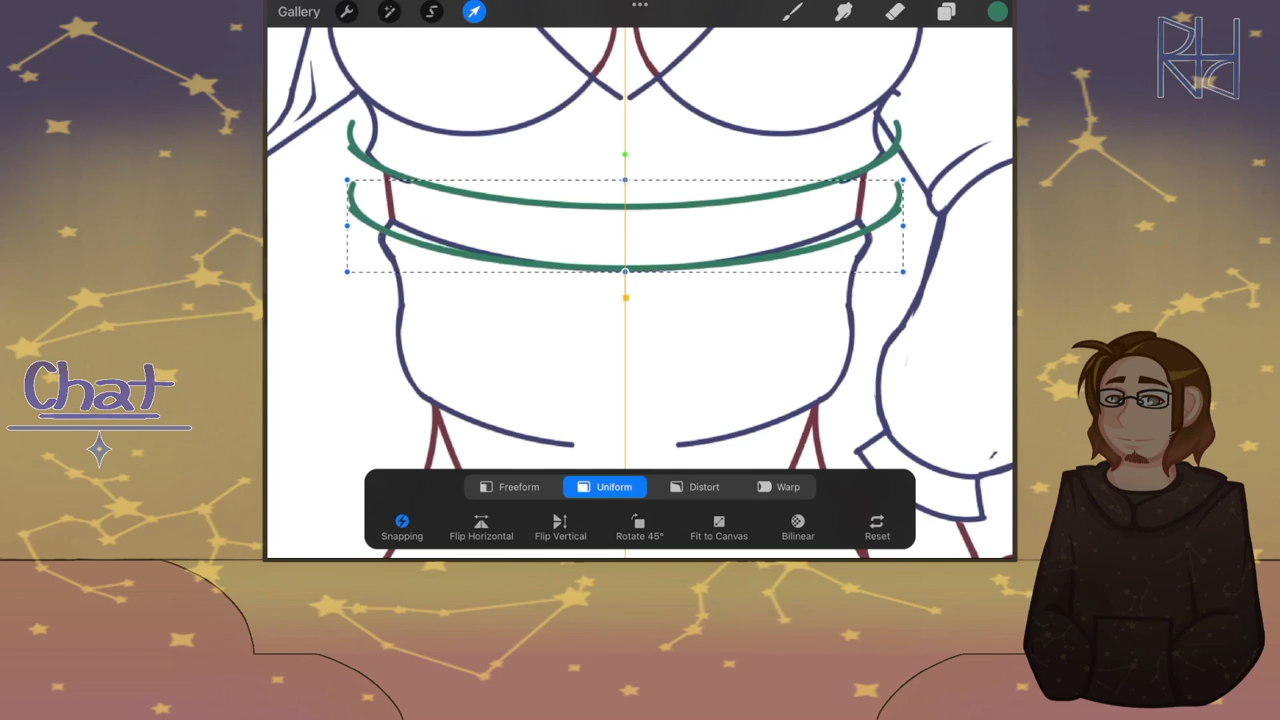 Gallery
Chat
Freeform
Uniform
Distort
Warp
Snapping
Flip Horizontal
Flip Vertical
Rotate 45°
Fit to Canvas
Bilinear
Reset